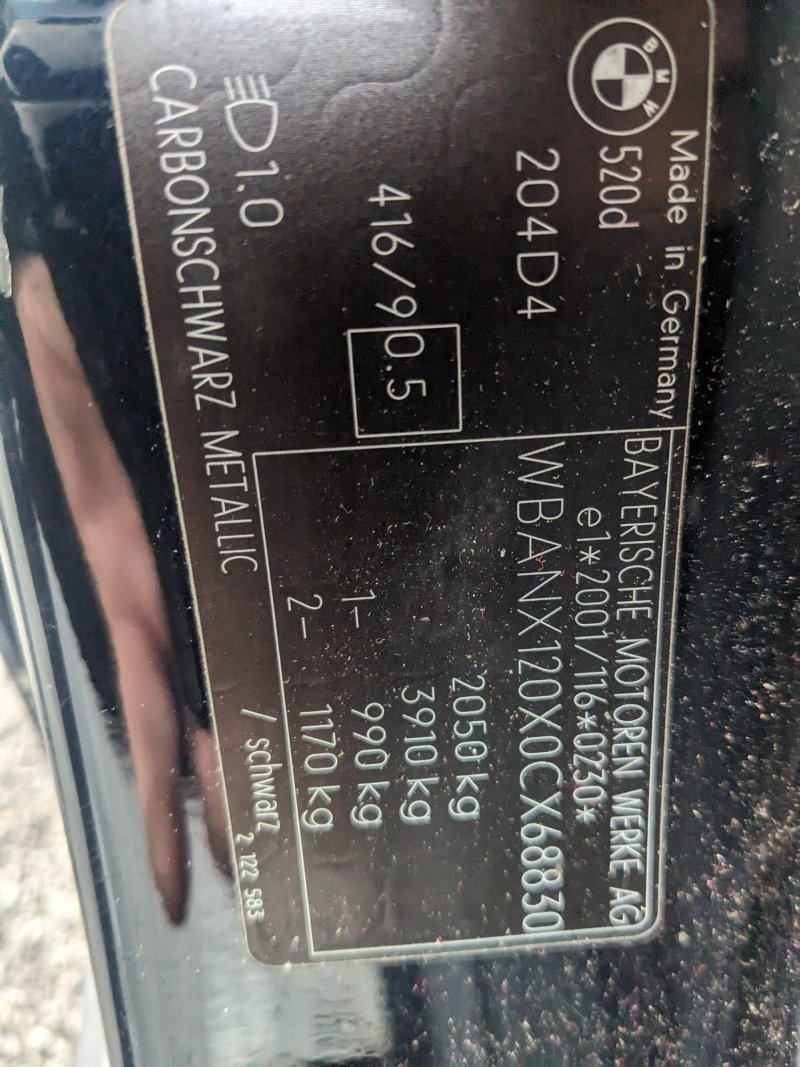 BMW
Made in Germany
520d
204D4
416/9 0.5
1.0
CARBONSCHWARZ METALLIC
BAYERISCHE MOTOREN WERKE AG
e1*2001/116*0230*
WBANX120X0CX68830
2050 kg
3910 kg
1- 990 kg
2- 1170 kg
/ schwarz
2 122 583